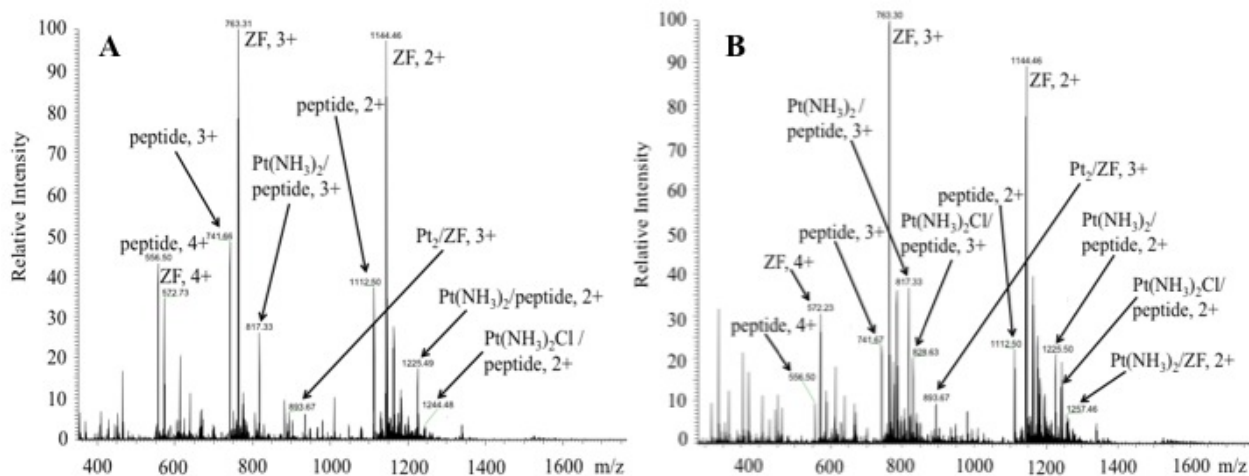 A
Relative Intensity
100
90
80
70
60
50
40
30
20
10
0
400
600
800
1000
1200
1400
1600
m/z
763.31
ZF, 3+
1144.46
ZF, 2+
peptide, 2+
peptide, 3+
Pt(NH3)2/
peptide, 3+
741.66
peptide, 4+
556.50
ZF, 4+
572.73
Pt2/ZF, 3+
1112.50
817.33
Pt(NH3)2/peptide, 2+
1225.49
Pt(NH3)2Cl /
peptide, 2+
893.67
1244.48
B
Relative Intensity
100
90
80
70
60
50
40
30
20
10
0
400
600
800
1000
1200
1400
1600
m/z
763.30
ZF, 3+
1144.46
ZF, 2+
Pt(NH3)2 /
peptide, 3+
Pt2/ZF, 3+
peptide, 2+
Pt(NH3)2Cl/
peptide, 3+
Pt(NH3)2/
peptide, 2+
peptide, 3+
ZF, 4+
817.33
572.23
Pt(NH3)2Cl/
peptide, 2+
peptide, 4+
741.67
828.63
1112.50
1225.50
Pt(NH3)2/ZF, 2+
556.50
893.67
1257.46